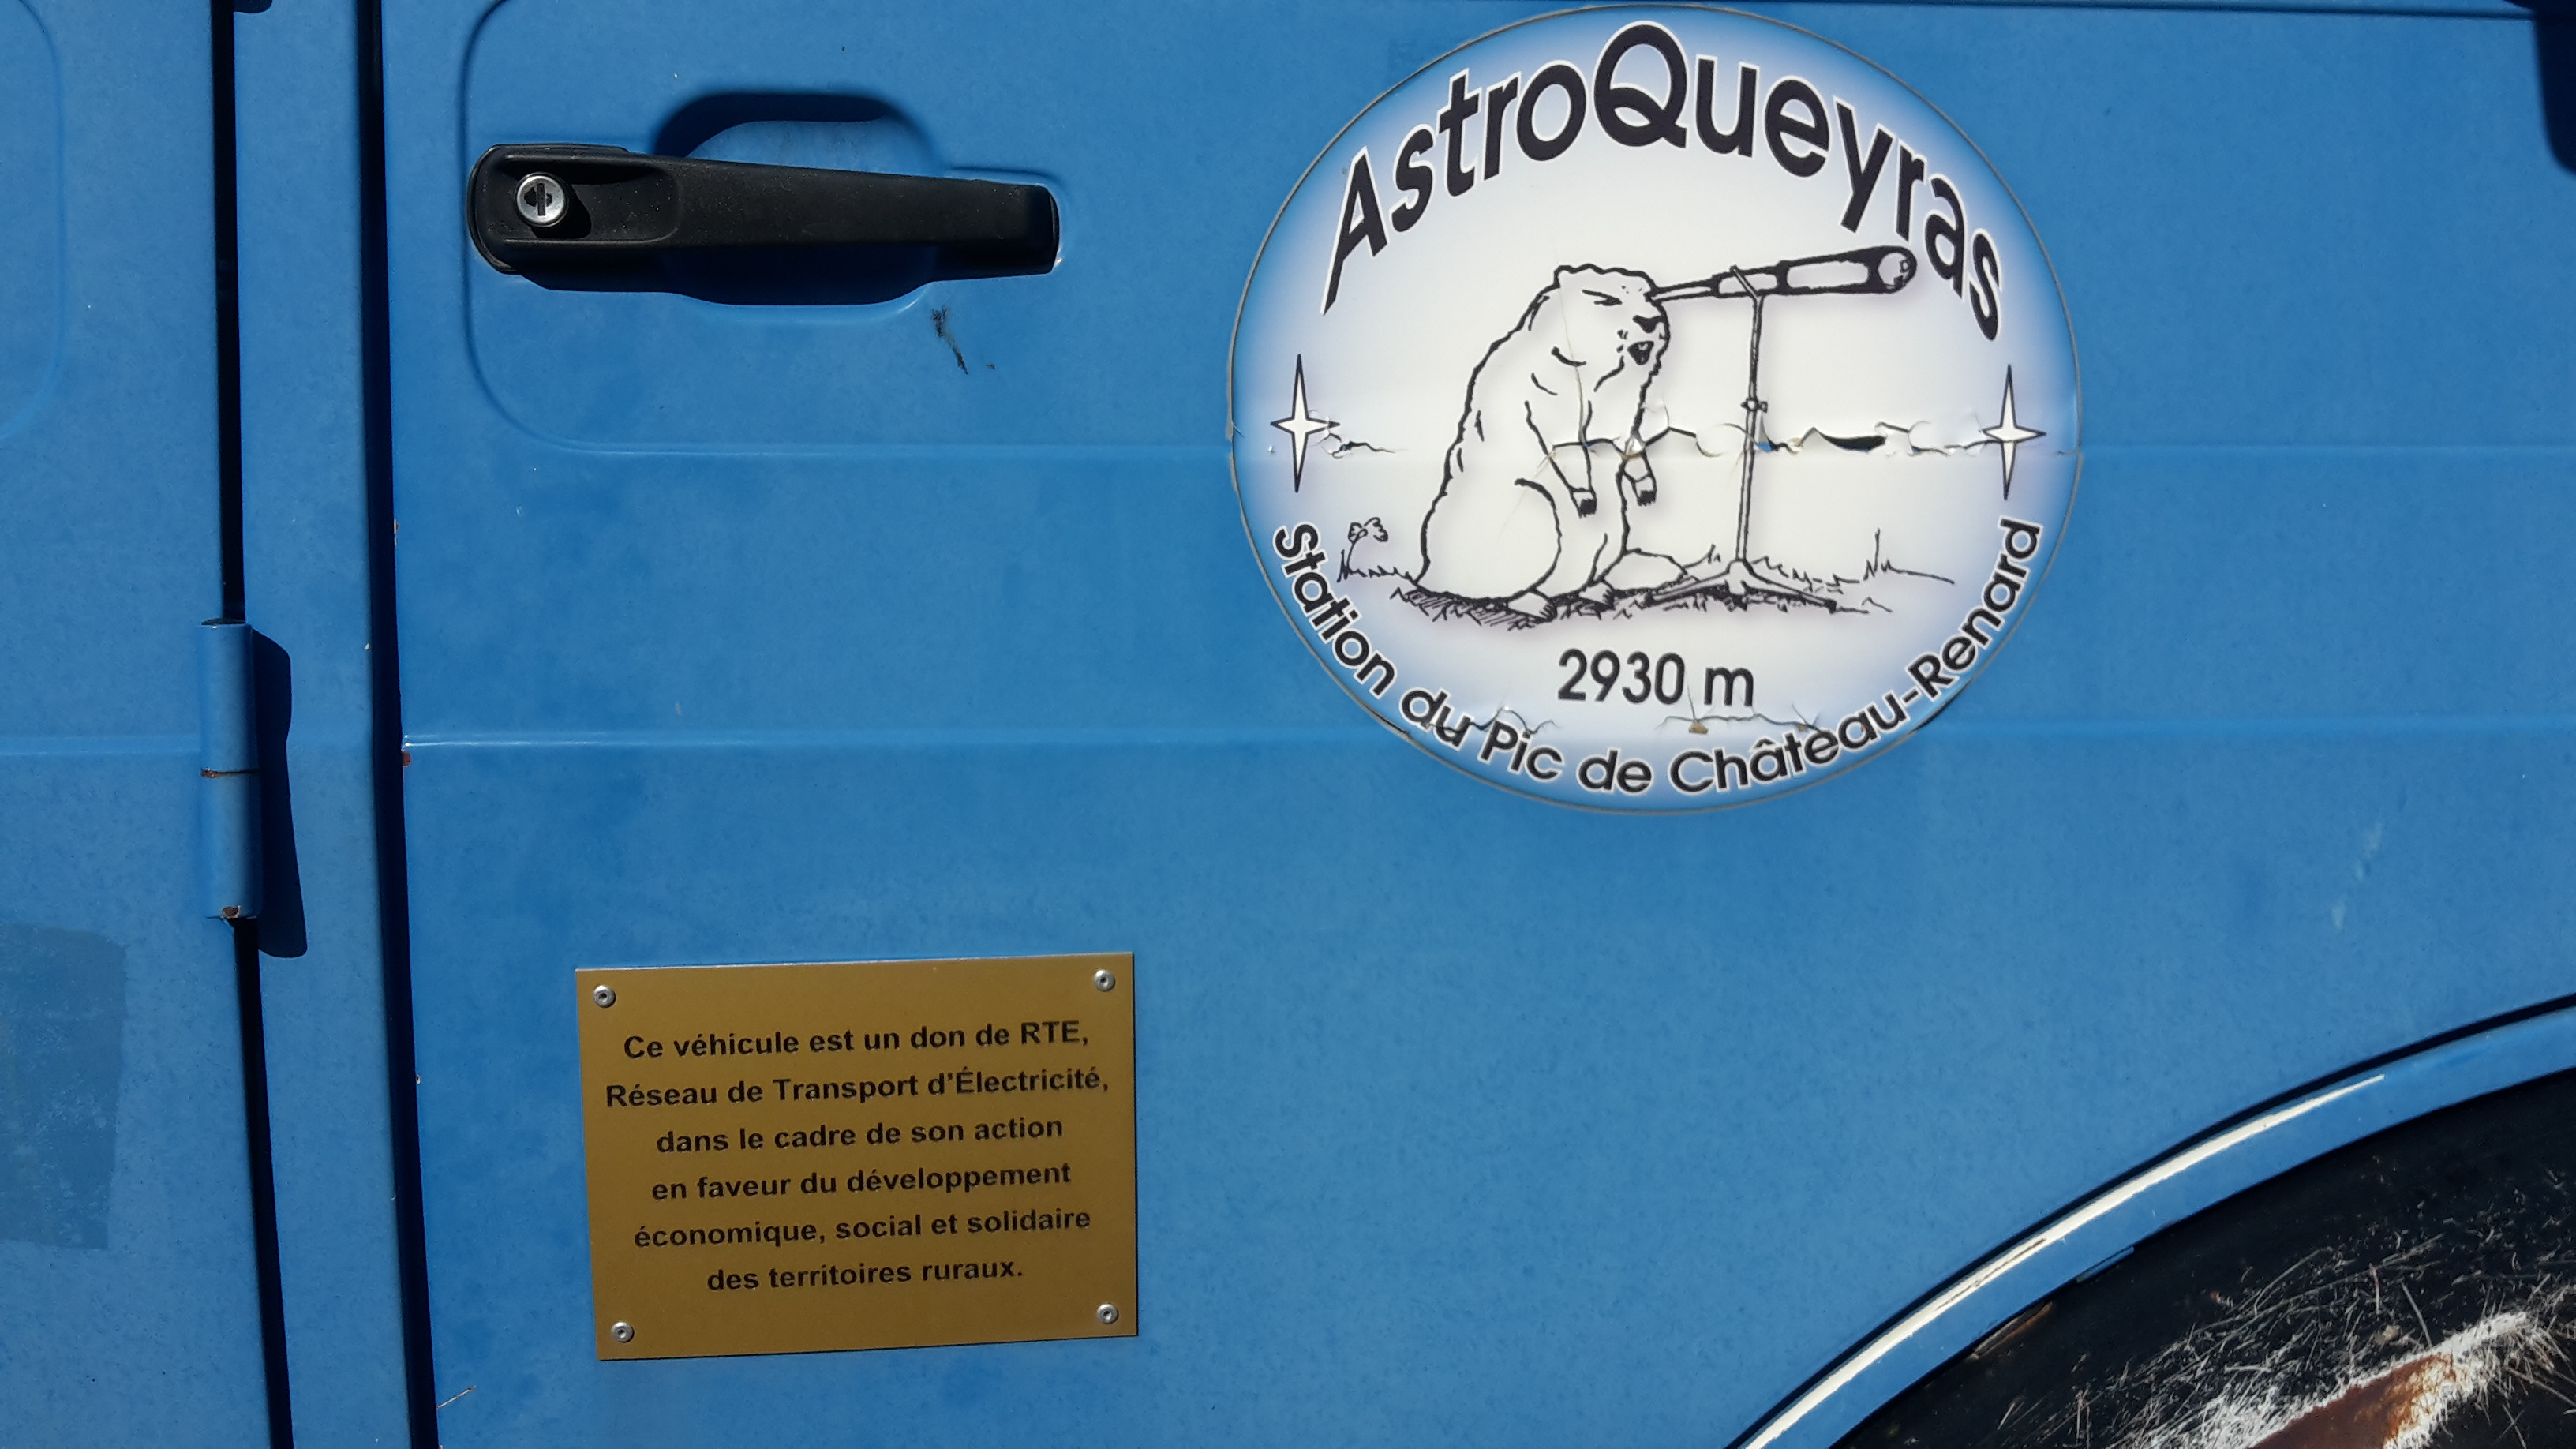 AstroQueyras
2930 m
Station du Pic de Château-Renard
Ce véhicule est un don de RTE,
Réseau de Transport d'Électricité,
dans le cadre de son action
en faveur du développement
économique, social et solidaire
des territoires ruraux.